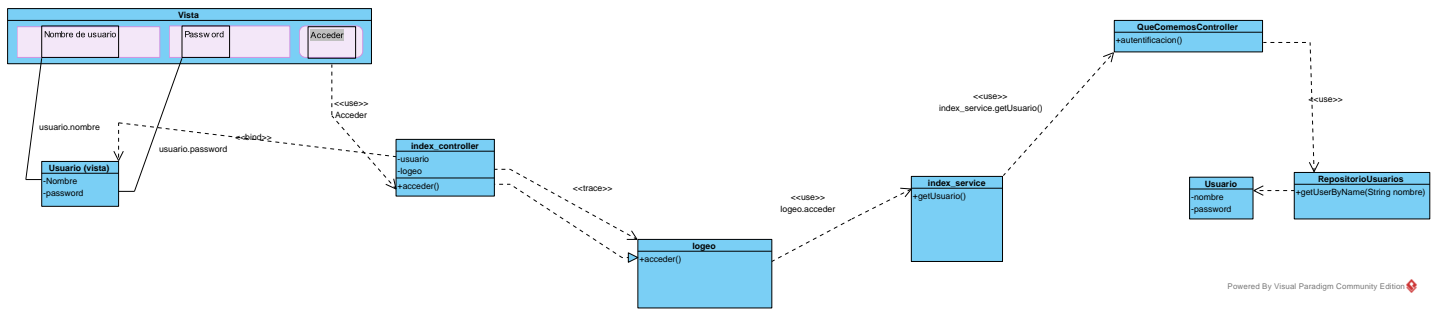 Vista
Nombre de usuario
Password
Acceder
<<use>>
Acceder
usuario.nombre
<<bind>>
usuario.password
Usuario (vista)
-Nombre
-password
index_controller
-usuario
-logeo
+acceder()
<<trace>>
logeo
+acceder()
<<use>>
logeo.acceder
index_service
+getUsuario()
<<use>>
index_service.getUsuario()
QueComemosController
+autentificacion()
<<use>>
Usuario
-nombre
-password
RepositorioUsuarios
+getUserByName(String nombre)
Powered By Visual Paradigm Community Edition